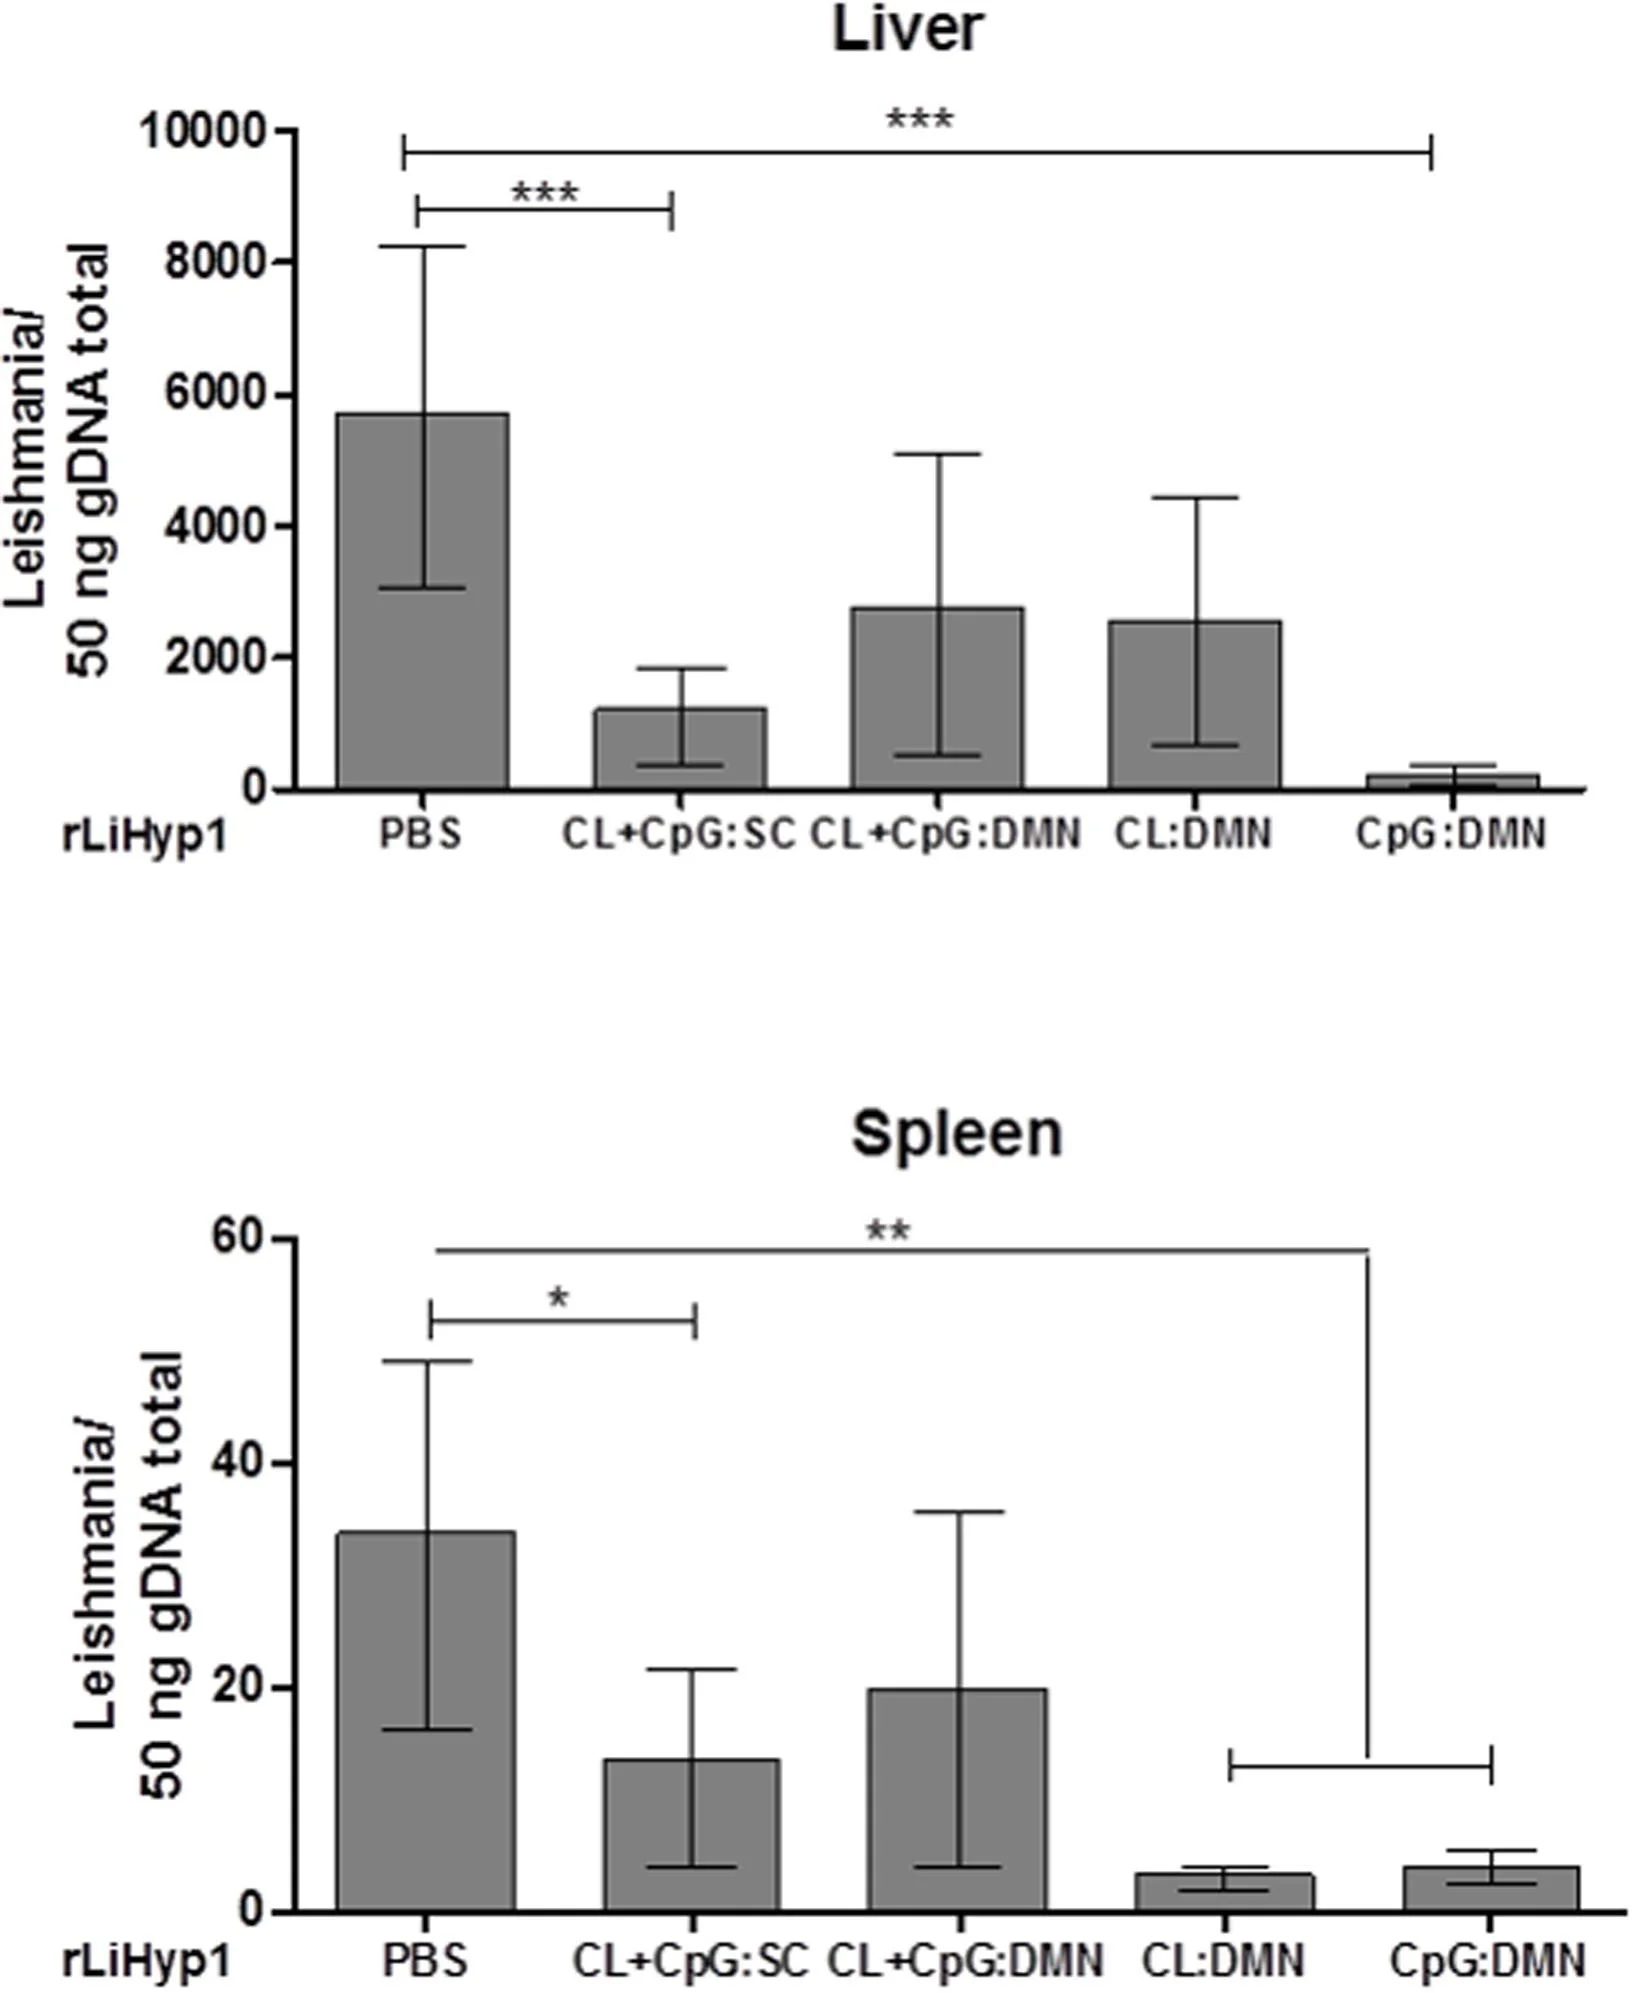 Liver
***
***
10000
8000
6000
4000
2000
0
Leishmania/
50 ng gDNA total
rLiHyp1 PBS CL+CpG:SC CL+CpG:DMN CL:DMN CpG:DMN
Spleen
**
*
60
40
20
0
Leishmania/
50 ng gDNA total
rLiHyp1 PBS CL+CpG:SC CL+CpG:DMN CL:DMN CpG:DMN